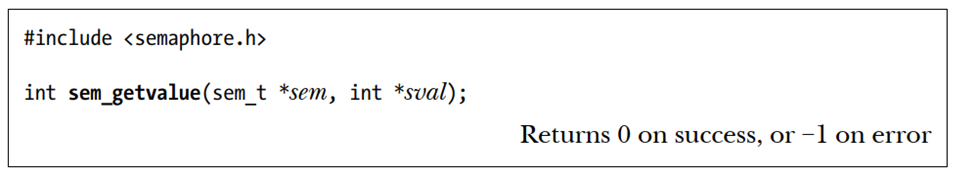 #include <semaphore.h>
int sem_getvalue(sem_t *sem, int *sval);
Returns 0 on success, or −1 on error